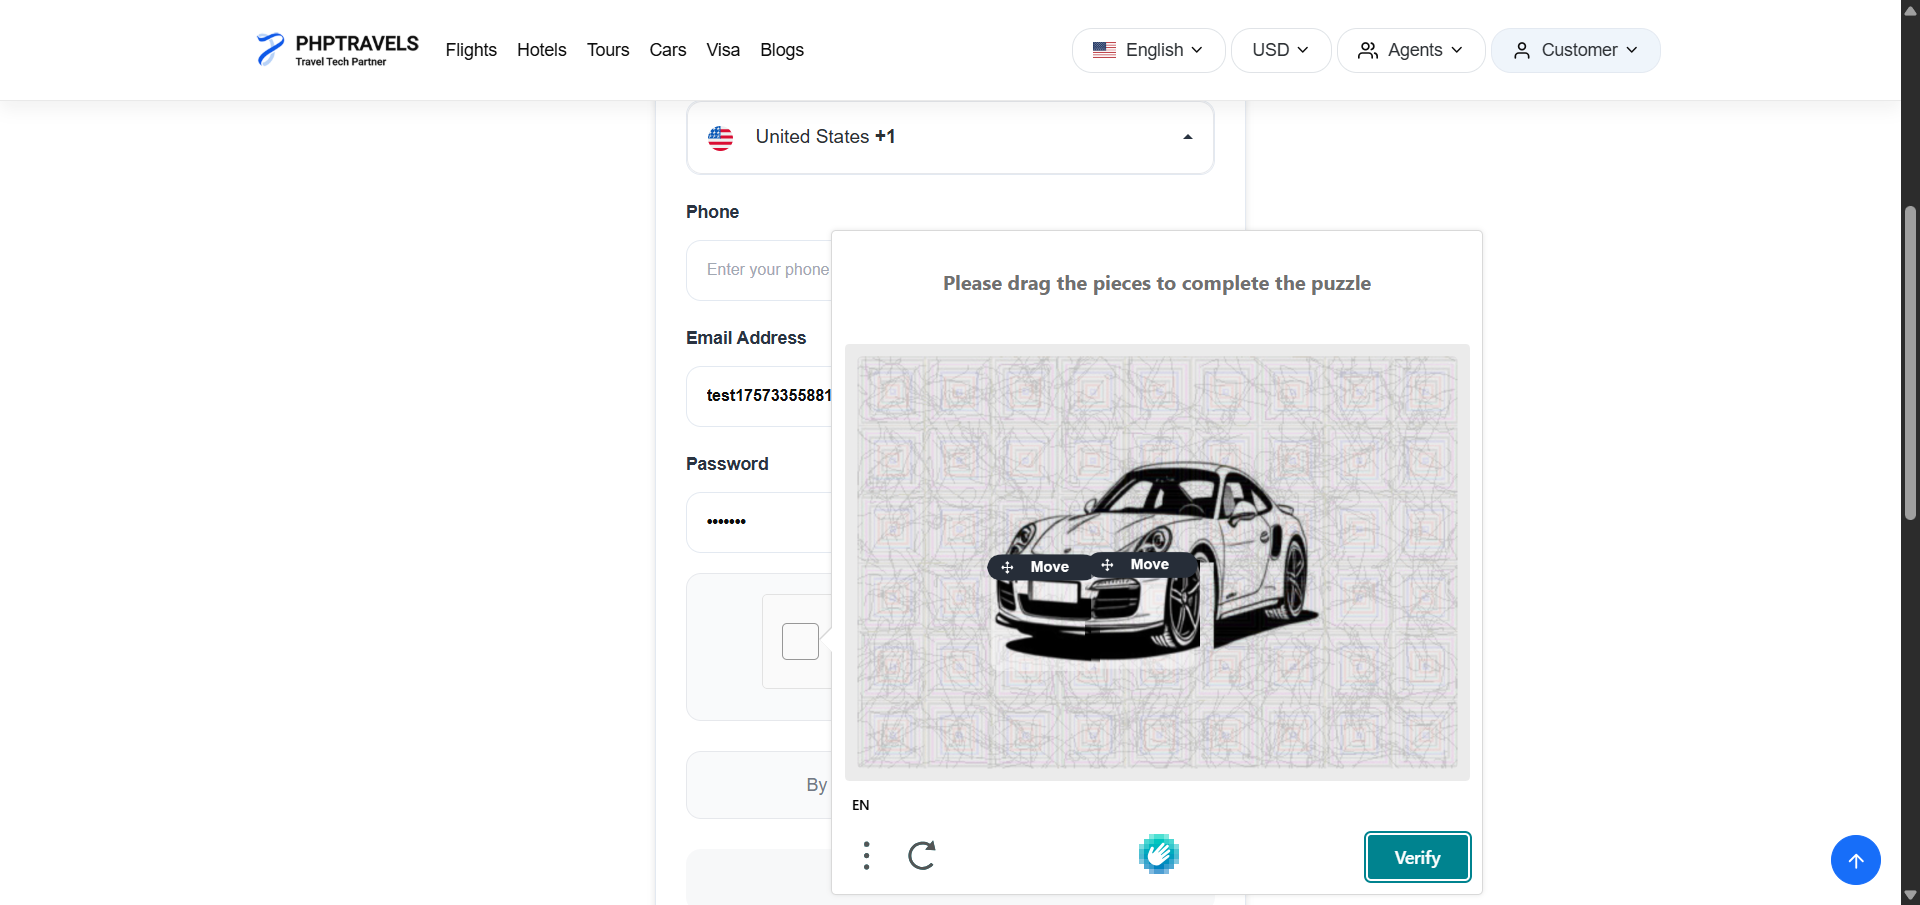 PHPTRAVELS
Travel Tech Partner
Flights Hotels Tours Cars Visa Blogs
English
USD
Agents
Customer
United States +1
Phone
Enter your phone
Email Address
test17573355881
Password
Please drag the pieces to complete the puzzle
Move
Move
By
EN
Verify